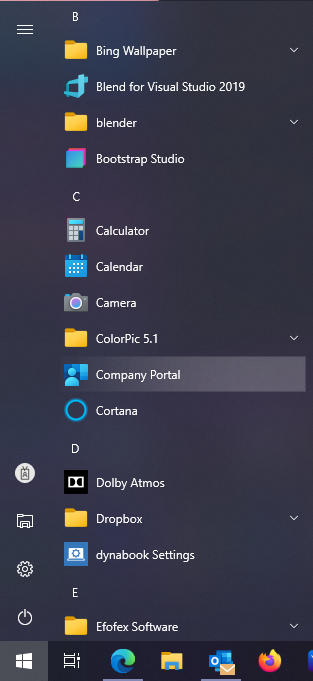 B
Bing Wallpaper
Blend for Visual Studio 2019
blender
Bootstrap Studio
C
Calculator
Calendar
Camera
ColorPic 5.1
Company Portal
Cortana
D
Dolby Atmos
Dropbox
dynabook Settings
E
Efofex Software